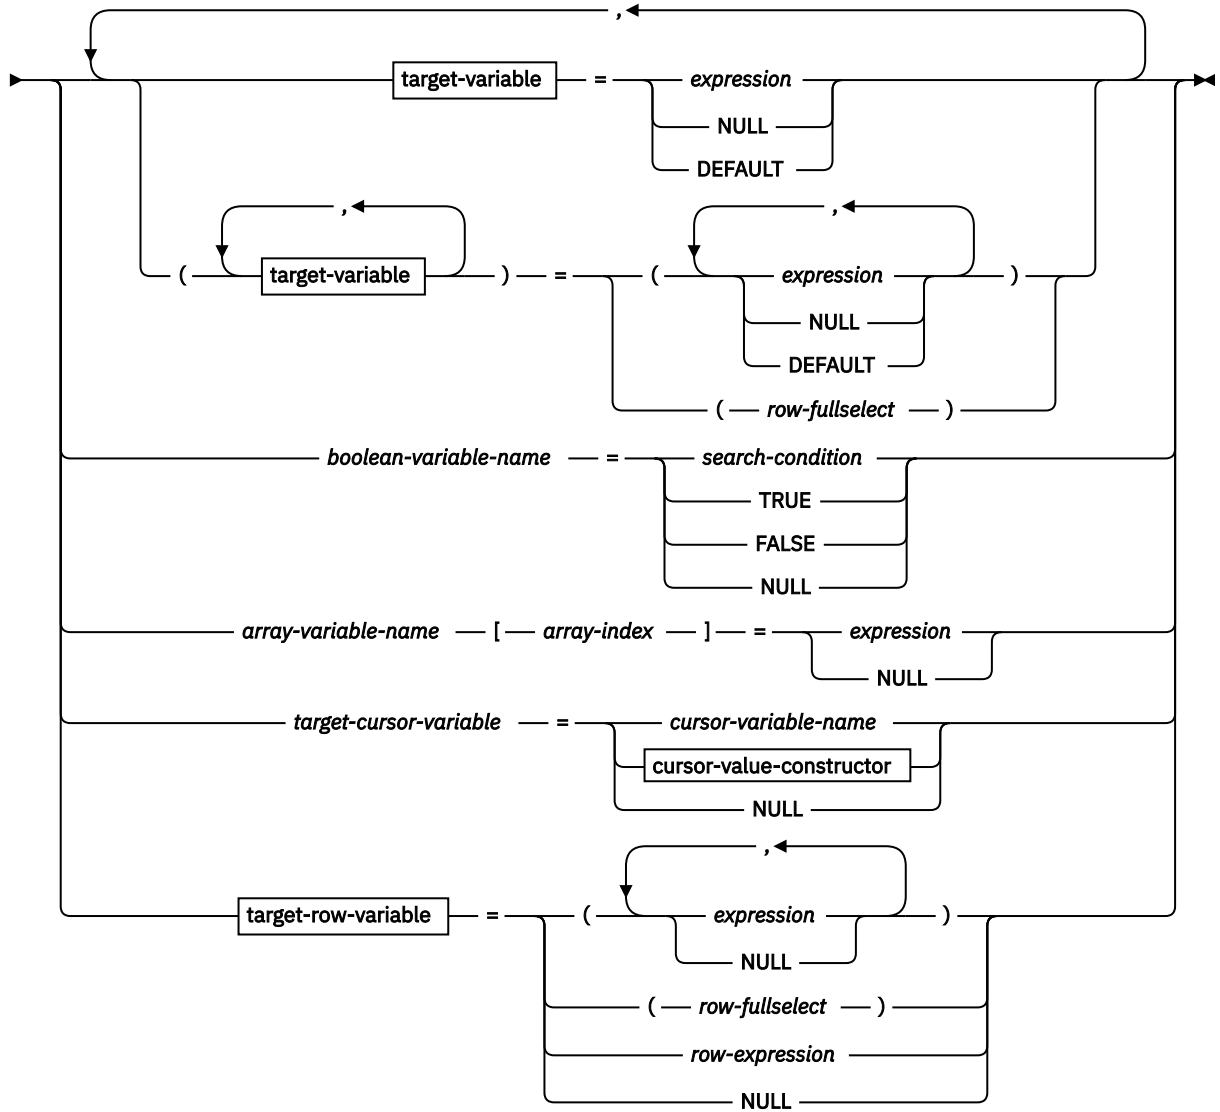 ,
target-variable = expression
NULL
DEFAULT
, ,
( target-variable ) = ( expression )
NULL
DEFAULT
( row-fullselect )
boolean-variable-name = search-condition
TRUE
FALSE
NULL
array-variable-name [ array-index ] = expression
NULL
target-cursor-variable = cursor-variable-name
cursor-value-constructor
NULL
,
target-row-variable = ( expression )
NULL
( row-fullselect )
row-expression
NULL